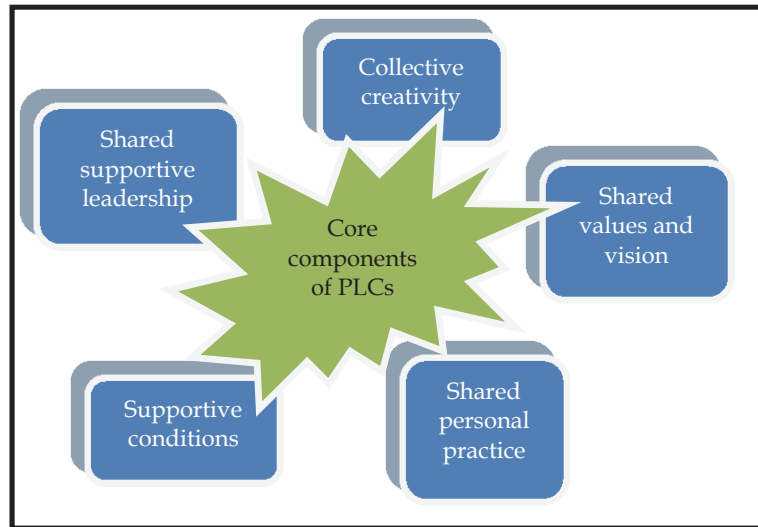 Collective
creativity
Shared
supportive
leadership
Shared
values and
vision
Core
components
of PLCs
Supportive
conditions
Shared
personal
practice